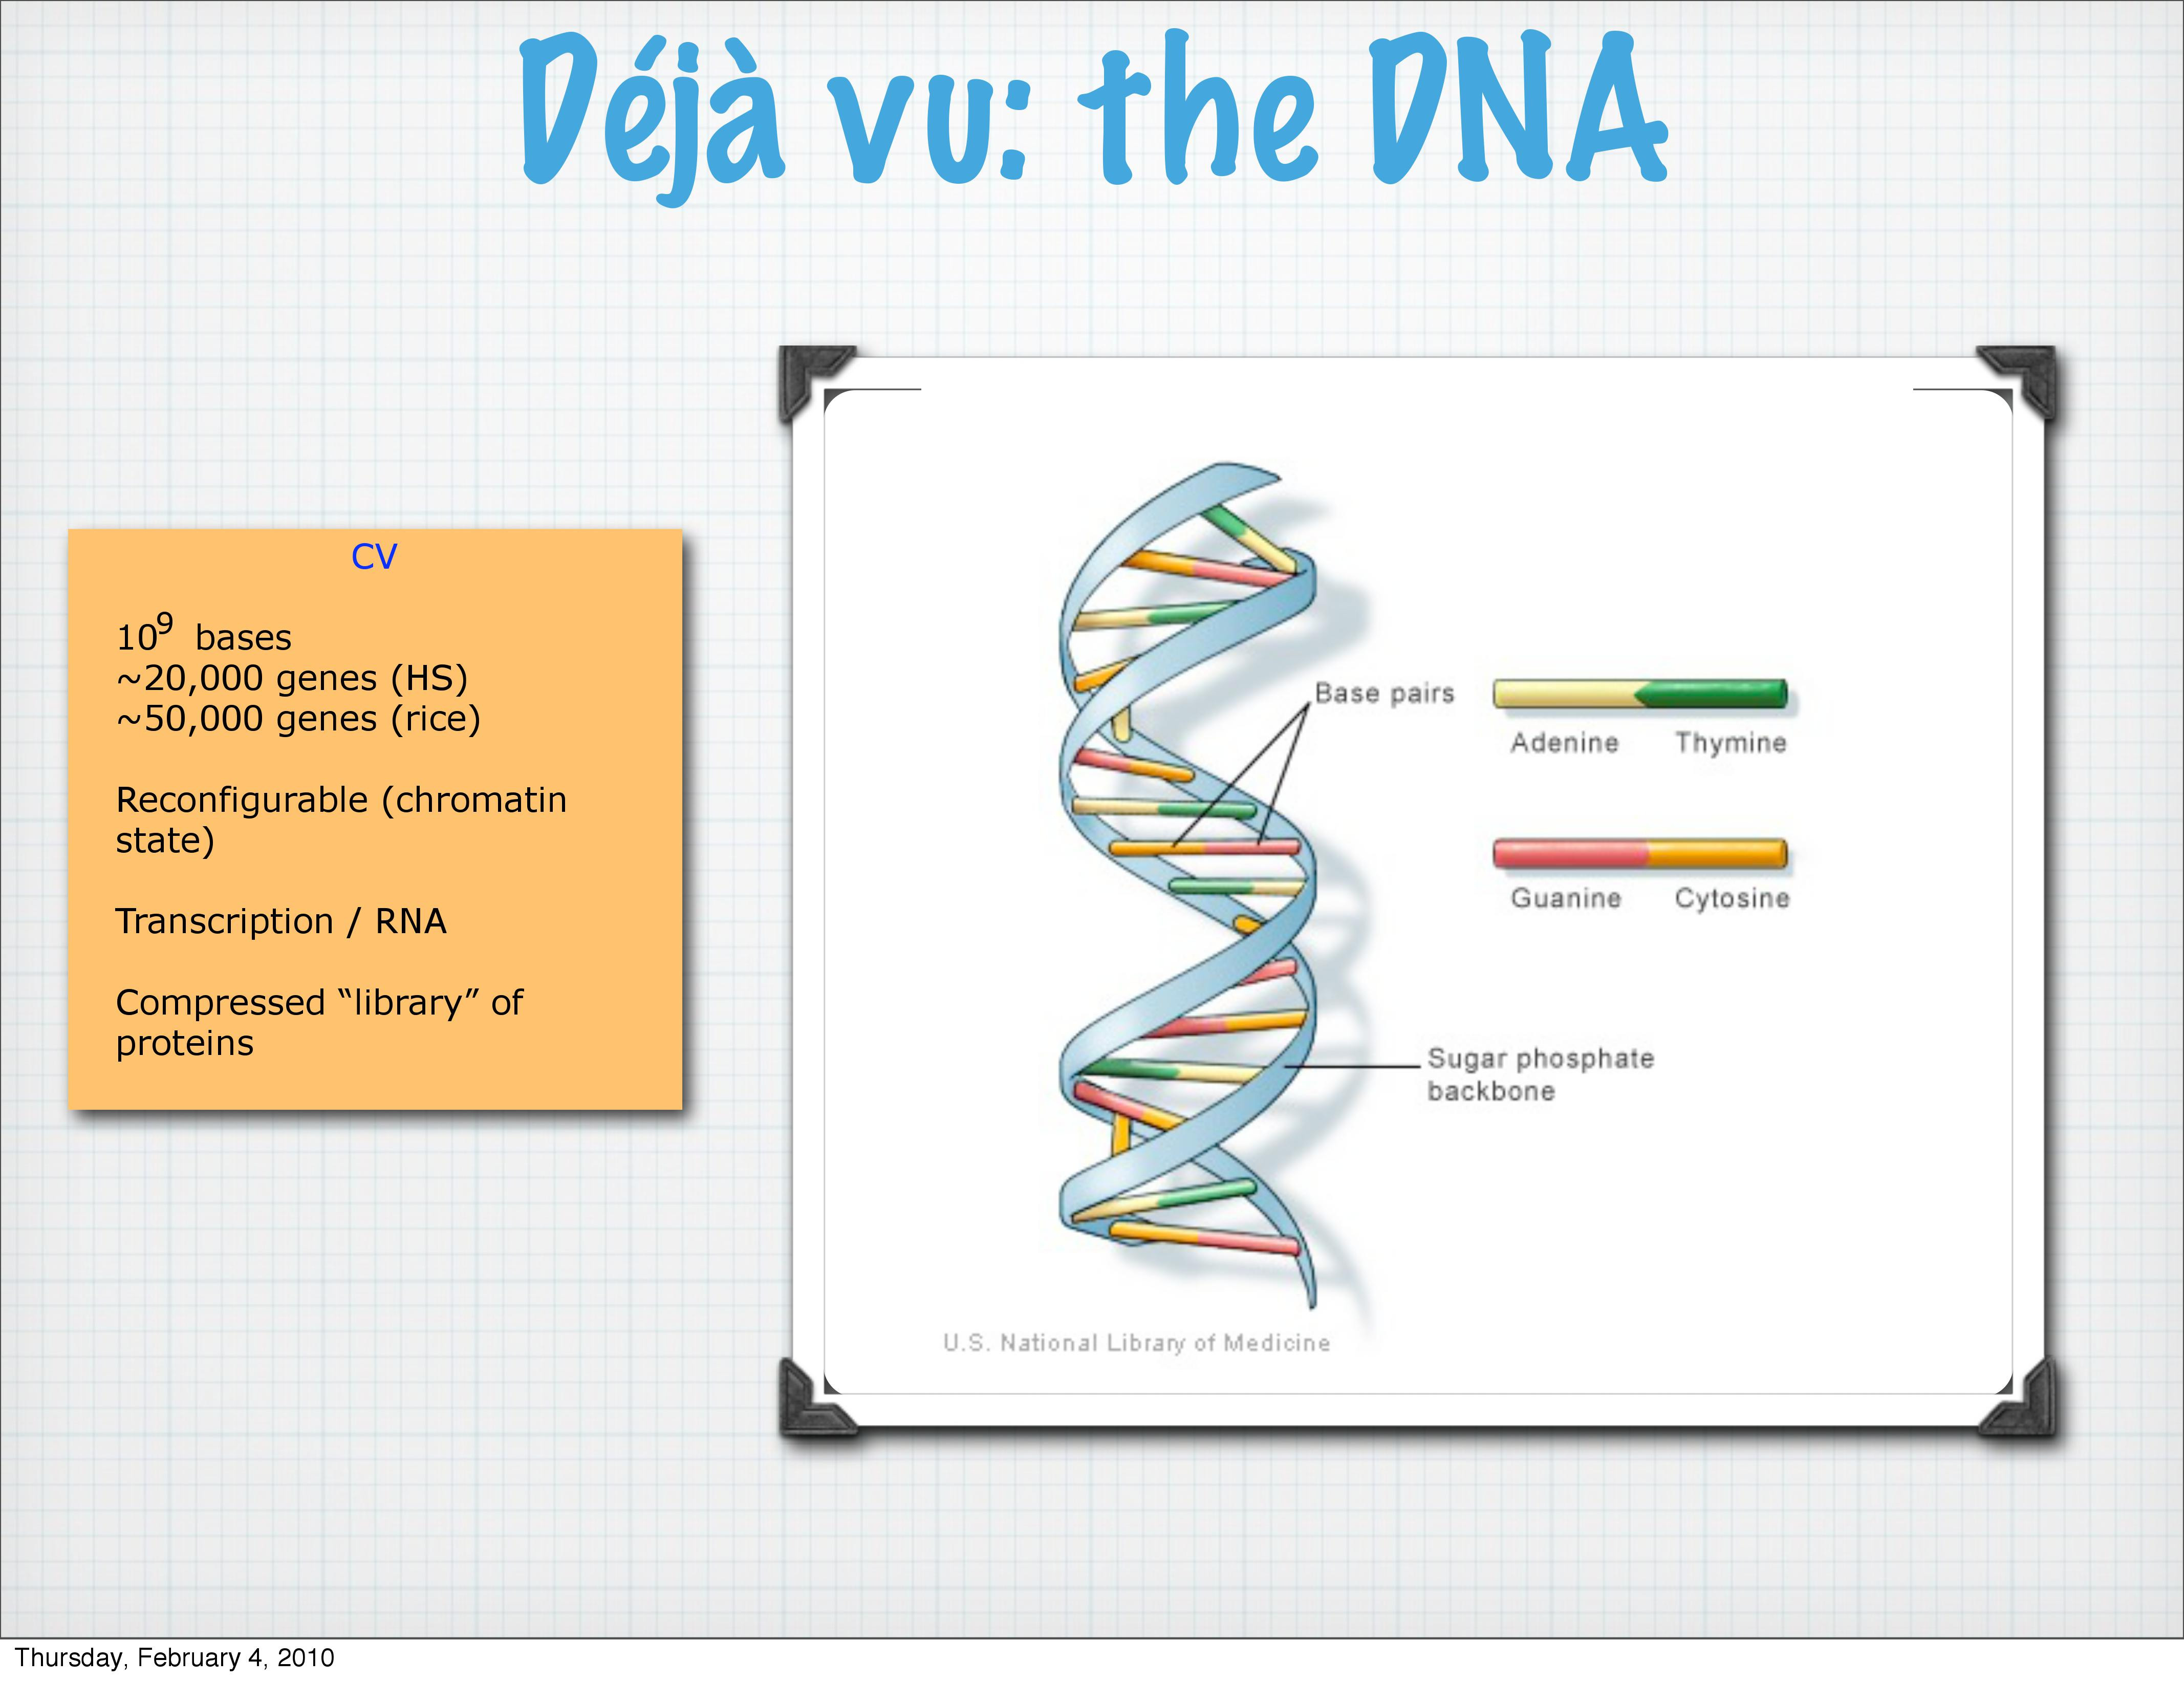 Déjà vu: the DNA
CV
10⁹ bases
~20,000 genes (HS)
~50,000 genes (rice)
Reconfigurable (chromatin
state)
Transcription / RNA
Compressed “library” of
proteins
Base pairs
Adenine Thymine
Guanine Cytosine
Sugar phosphate
backbone
U.S. National Library of Medicine
Thursday, February 4, 2010